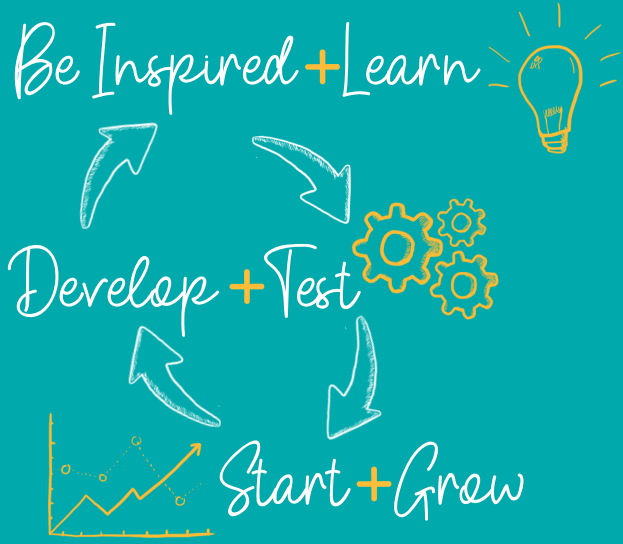 Be Inspired + Learn
Develop + Test
Start + Grow